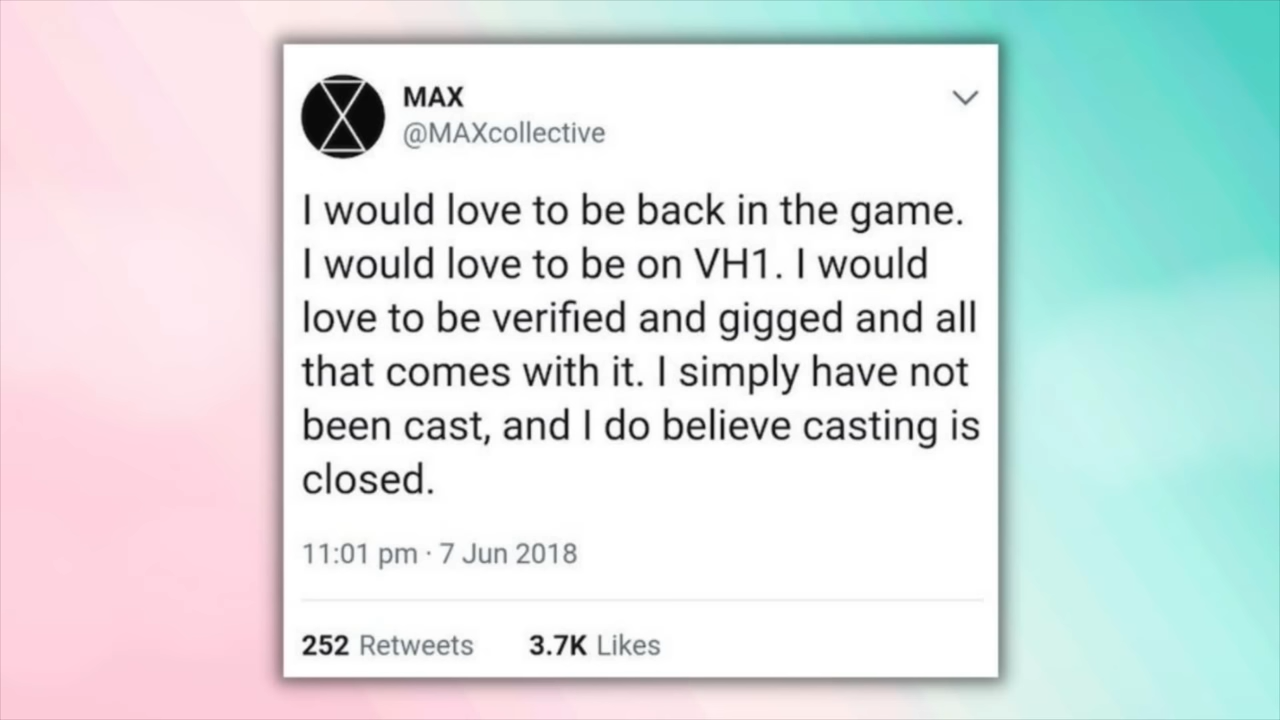 MAX
@MAXcollective
I would love to be back in the game.
I would love to be on VH1. I would
love to be verified and gigged and all
that comes with it. I simply have not
been cast, and I do believe casting is
closed.
11:01 pm · 7 Jun 2018
252 Retweets 3.7K Likes